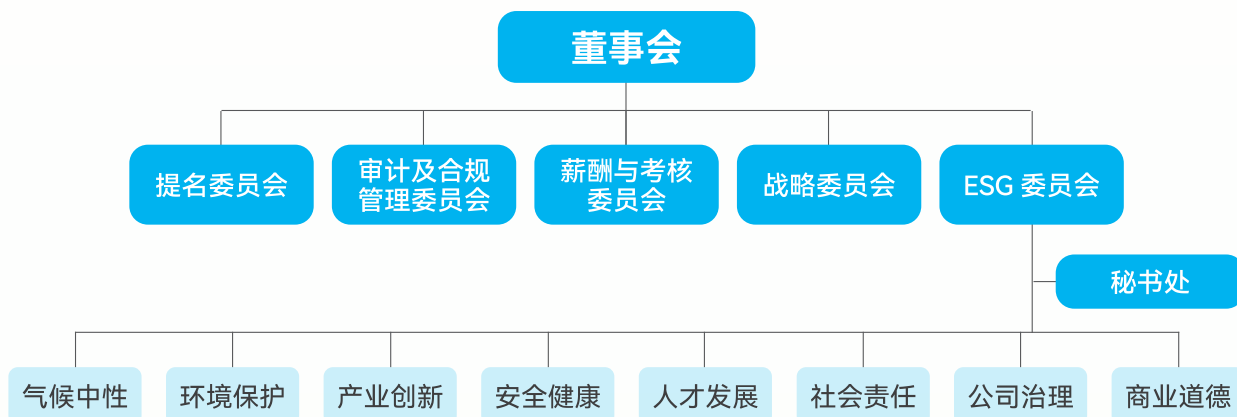 董事会
提名委员会
审计及合规
管理委员会
薪酬与考核
委员会
战略委员会
ESG 委员会
秘书处
气候中性
环境保护
产业创新
安全健康
人才发展
社会责任
公司治理
商业道德